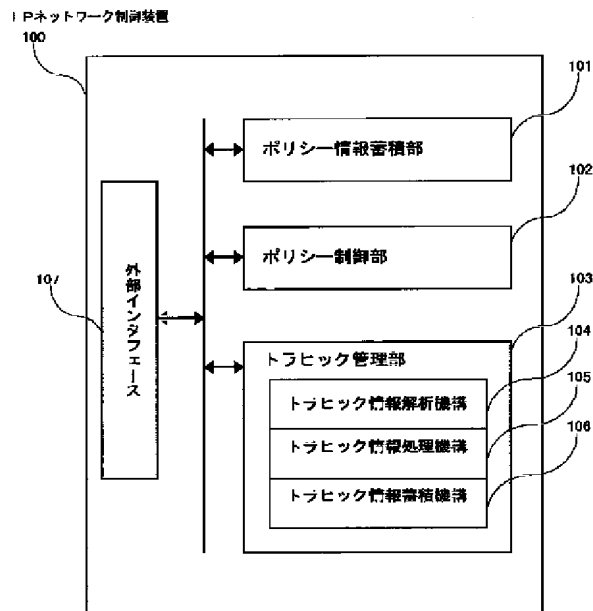 IPネットワーク制御装置
100
101
ポリシー情報蓄積部
102
ポリシー制御部
103
トラヒック管理部
104
トラヒック情報解析機構
105
トラヒック情報処理機構
106
トラヒック情報蓄積機構
107
外部インタフェース